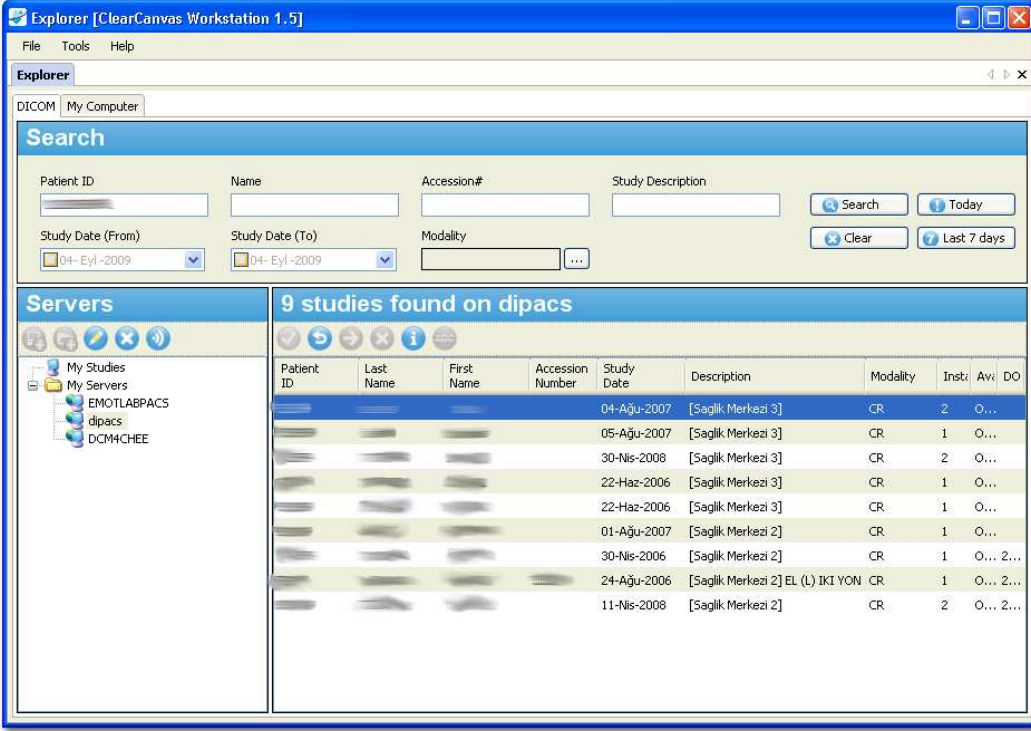 Explorer [ClearCanvas Workstation 1.5]
File Tools Help
Explorer
DICOM My Computer
Search
Patient ID Name Accession# Study Description
Search Today
Study Date (From) Study Date (To) Modality
Clear Last 7 days
04- Eyl -2009 04- Eyl -2009 ...
Servers
9 studies found on dipacs
My Studies
My Servers
EMOTLABPACS
dipacs
DCM4CHEE
Patient ID Last Name First Name Accession Number Study Date Description Modality Insta Ava DO
04-Ağu-2007 [Saglik Merkezi 3] CR 2 O...
05-Ağu-2007 [Saglik Merkezi 3] CR 1 O...
30-Nis-2008 [Saglik Merkezi 3] CR 2 O...
22-Haz-2006 [Saglik Merkezi 3] CR 1 O...
22-Haz-2006 [Saglik Merkezi 3] CR 1 O...
01-Ağu-2007 [Saglik Merkezi 2] CR 1 O...
30-Nis-2006 [Saglik Merkezi 2] CR 1 O... 2...
24-Ağu-2006 [Saglik Merkezi 2] EL (L) IKI YON CR 1 O... 2...
11-Nis-2008 [Saglik Merkezi 2] CR 2 O... 2...